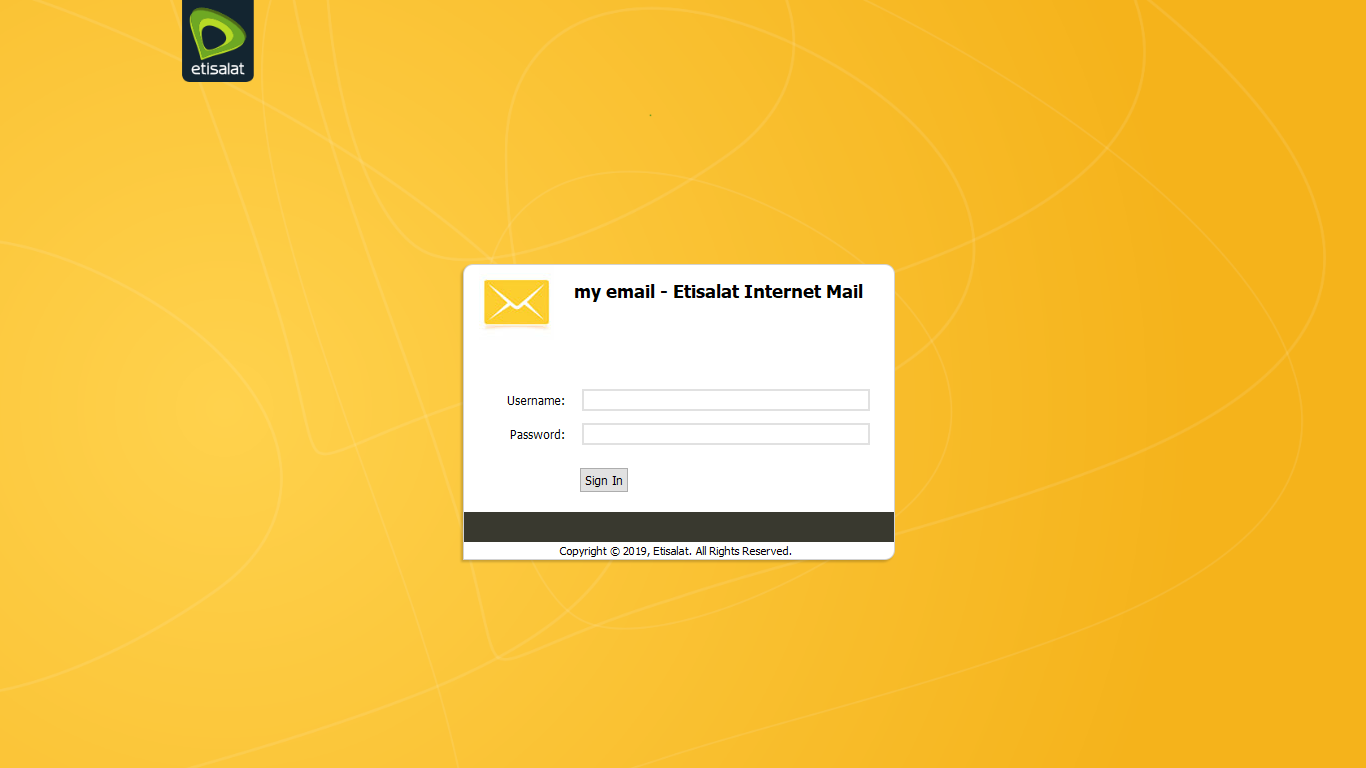 etisalat
my email - Etisalat Internet Mail
Username:
Password:
Sign In
Copyright © 2019, Etisalat. All Rights Reserved.